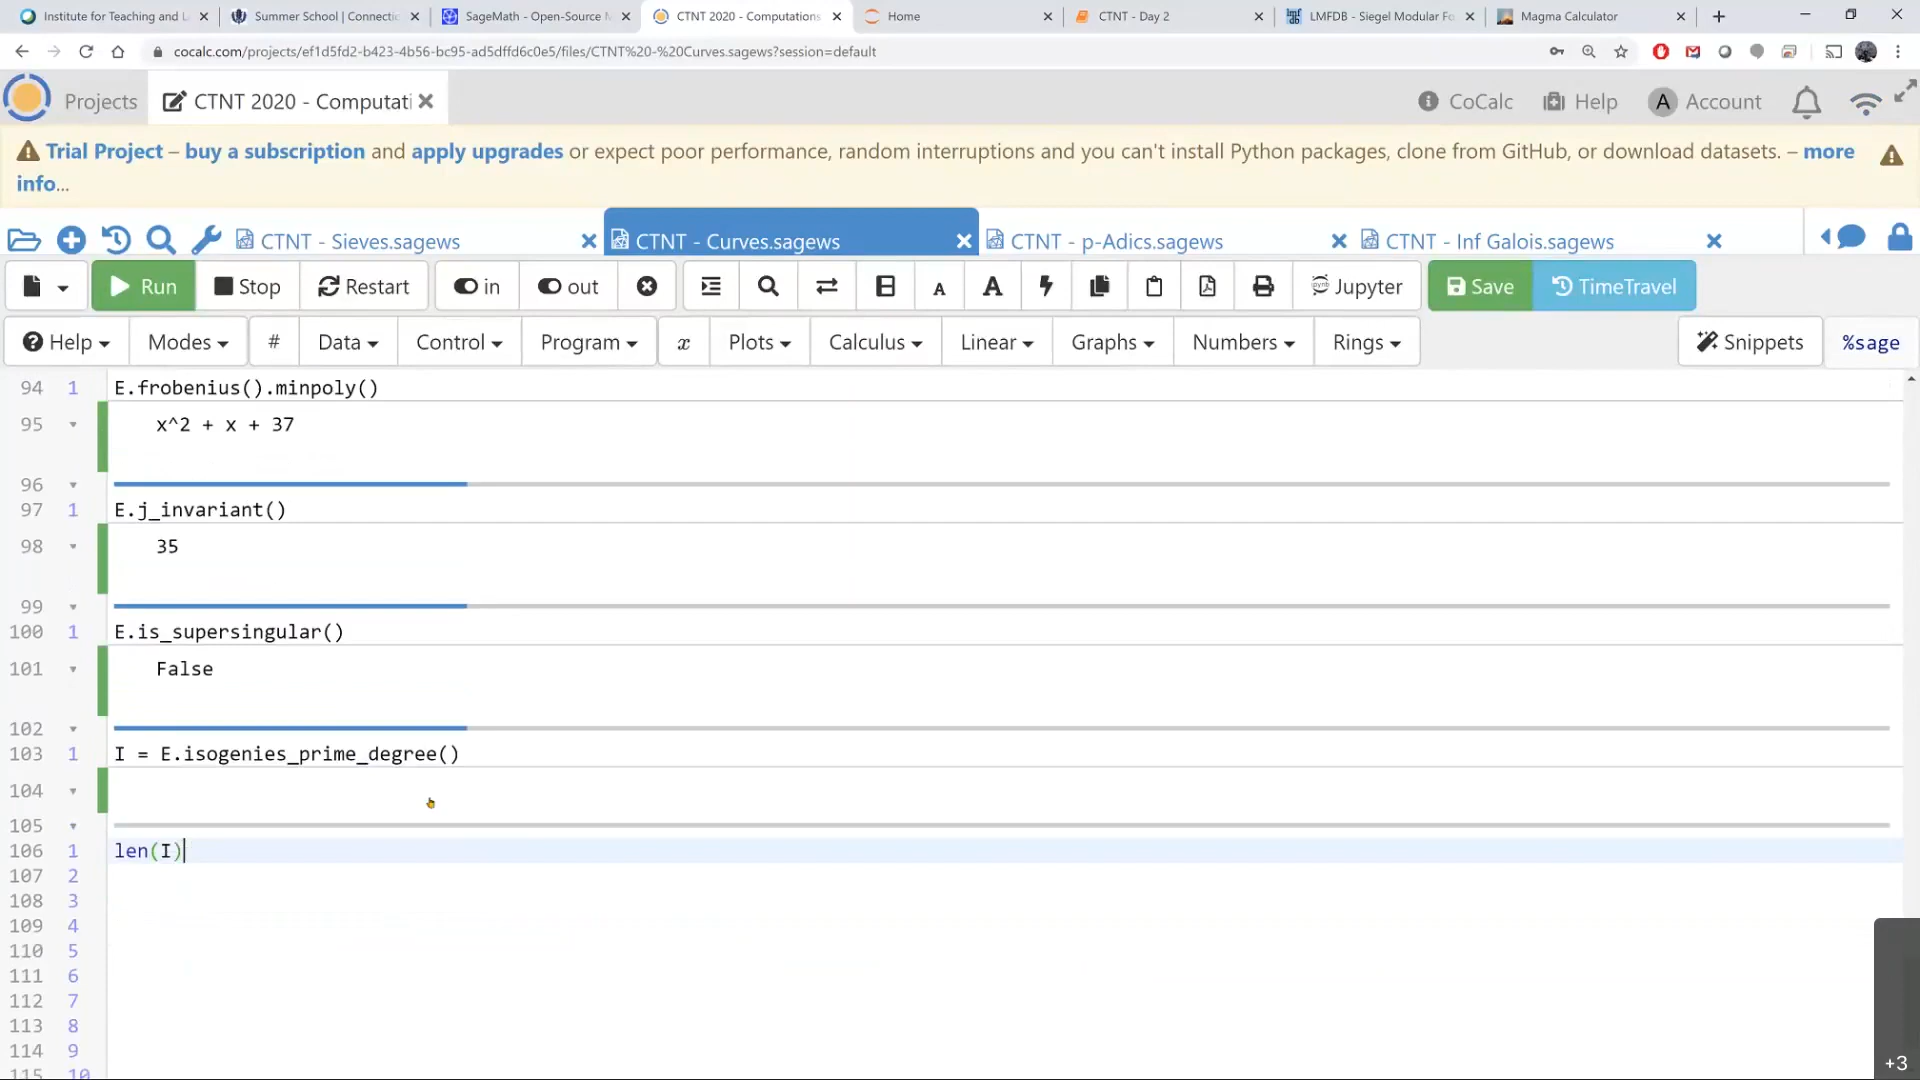 Institute for Teaching and L
Summer School | Connectic
SageMath - Open-Source M
CTNT 2020 - Computations
Home
CTNT - Day 2
LMFDB - Siegel Modular Fo
Magma Calculator
cocalc.com/projects/ef1d5fd2-b423-4b56-bc95-ad5dffd6c0e5/files/CTNT%20-%20Curves.sagews?session=default
Projects
CTNT 2020 - Computati
CoCalc
Help
A Account
Trial Project – buy a subscription and apply upgrades or expect poor performance, random interruptions and you can't install Python packages, clone from GitHub, or download datasets. – more
info...
CTNT - Sieves.sagews
CTNT - Curves.sagews
CTNT - p-Adics.sagews
CTNT - Inf Galois.sagews
Run
Stop
Restart
in
out
A
A
Jupyter
Save
TimeTravel
Help
Modes
#
Data
Control
Program
x
Plots
Calculus
Linear
Graphs
Numbers
Rings
Snippets
%sage
94 1 E.frobenius().minpoly()
95 x^2 + x + 37
96
97 1 E.j_invariant()
98 35
99
100 1 E.is_supersingular()
101 False
102
103 1 I = E.isogenies_prime_degree()
104
105
106 1 len(I)
107 2
108 3
109 4
110 5
111 6
112 7
113 8
114 9
115 10
+3